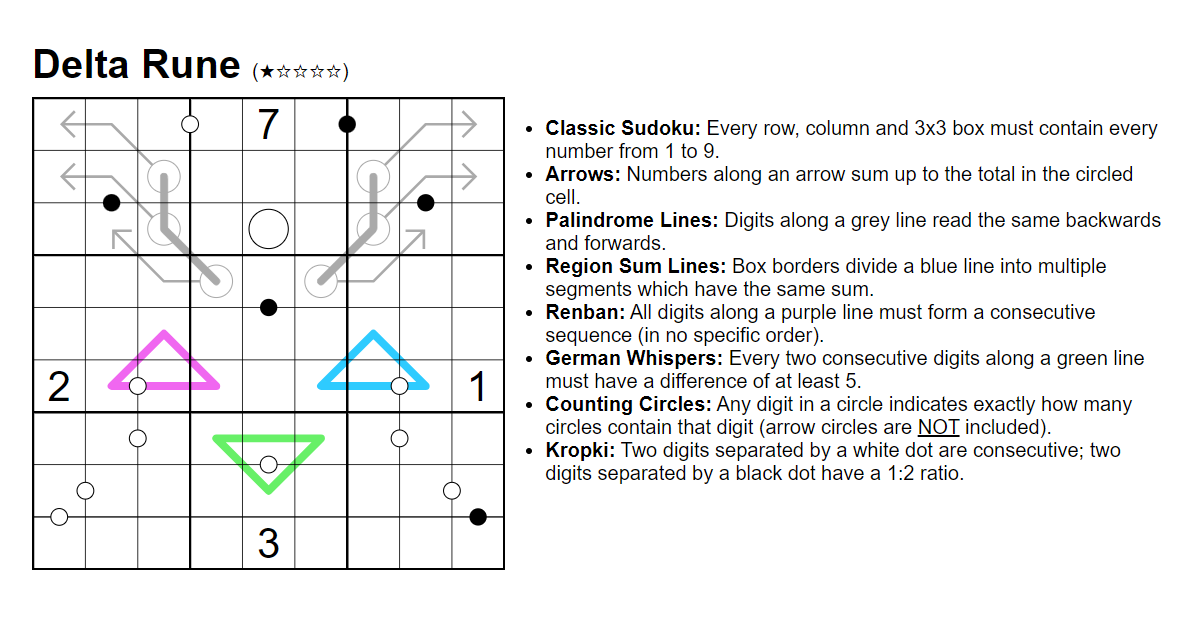 Delta Rune (★☆☆☆☆)
7
2
1
3
• Classic Sudoku: Every row, column and 3x3 box must contain every
number from 1 to 9.
• Arrows: Numbers along an arrow sum up to the total in the circled
cell.
• Palindrome Lines: Digits along a grey line read the same backwards
and forwards.
• Region Sum Lines: Box borders divide a blue line into multiple
segments which have the same sum.
• Renban: All digits along a purple line must form a consecutive
sequence (in no specific order).
• German Whispers: Every two consecutive digits along a green line
must have a difference of at least 5.
• Counting Circles: Any digit in a circle indicates exactly how many
circles contain that digit (arrow circles are NOT included).
• Kropki: Two digits separated by a white dot are consecutive; two
digits separated by a black dot have a 1:2 ratio.